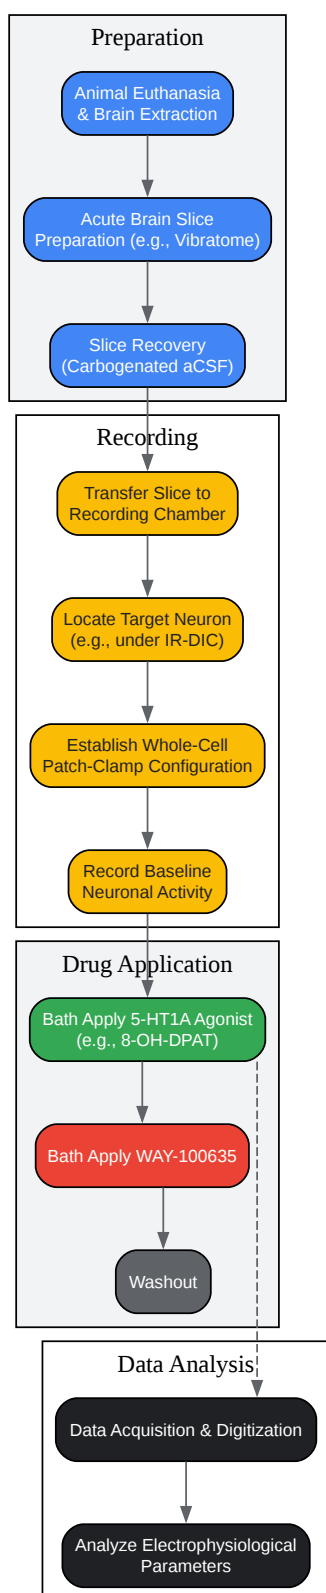 Preparation
Animal Euthanasia
& Brain Extraction
Acute Brain Slice
Preparation (e.g., Vibratome)
Slice Recovery
(Carbogenated aCSF)
Recording
Transfer Slice to
Recording Chamber
Locate Target Neuron
(e.g., under IR-DIC)
Establish Whole-Cell
Patch-Clamp Configuration
Record Baseline
Neuronal Activity
Drug Application
Bath Apply 5-HT1A Agonist
(e.g., 8-OH-DPAT)
Bath Apply WAY-100635
Washout
Data Analysis
Data Acquisition & Digitization
Analyze Electrophysiological
Parameters